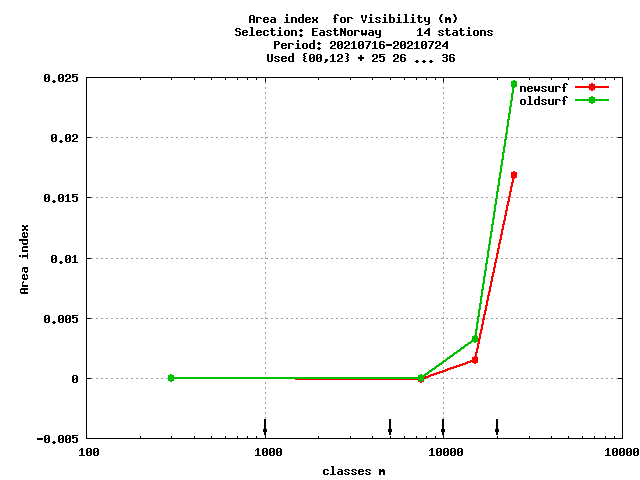 Area index  for Visibility (m)
Selection: EastNorway     14 stations
Period: 20210716-20210724
Used {00,12} + 25 26 ... 36
newsurf
oldsurf
0.025
0.02
0.015
0.01
0.005
0
-0.005
Area index
100
1000
10000
10000
classes m